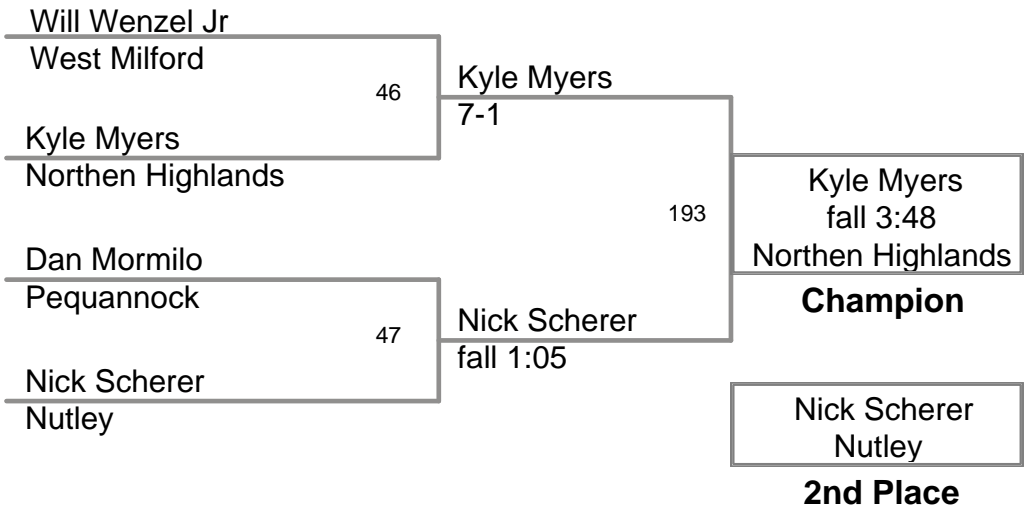 Will Wenzel Jr
West Milford
46
Kyle Myers
7-1
Kyle Myers
Northen Highlands
193
Kyle Myers
fall 3:48
Northen Highlands
Champion
Dan Mormilo
Pequannock
47
Nick Scherer
fall 1:05
Nick Scherer
Nutley
Nick Scherer
Nutley
2nd Place